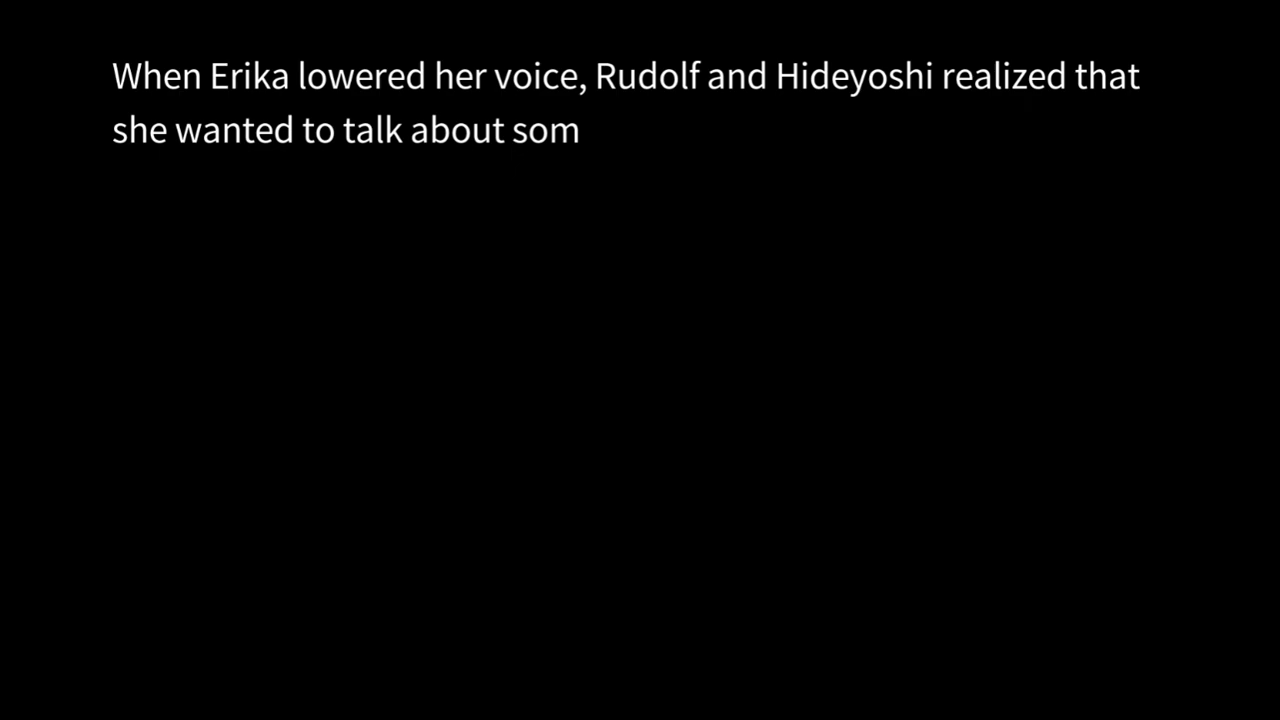 When Erika lowered her voice, Rudolf and Hideyoshi realized that
she wanted to talk about som